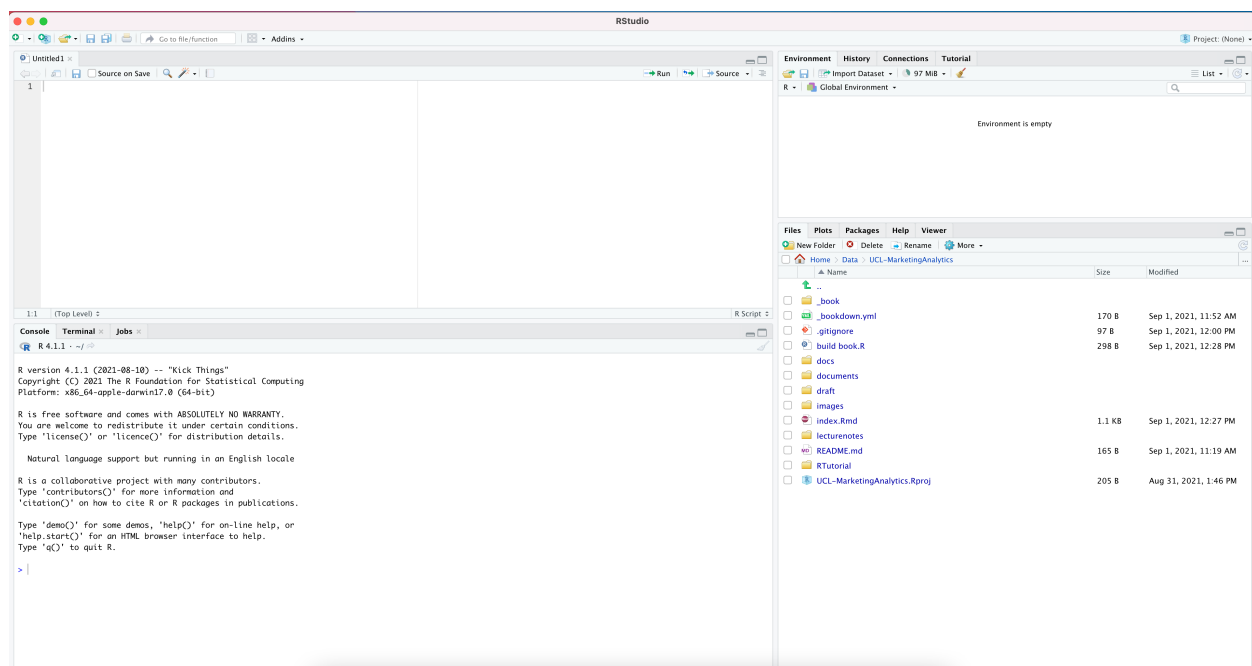 RStudio
Go to file/function Addins Project: (None)
Untitled1
Source on Save Run Source
1
1:1 (Top Level) R Script
Console Terminal Jobs
R 4.1.1 · ~/
R version 4.1.1 (2021-08-10) -- "Kick Things"
Copyright (C) 2021 The R Foundation for Statistical Computing
Platform: x86_64-apple-darwin17.0 (64-bit)
R is free software and comes with ABSOLUTELY NO WARRANTY.
You are welcome to redistribute it under certain conditions.
Type 'license()' or 'licence()' for distribution details.
Natural language support but running in an English locale
R is a collaborative project with many contributors.
Type 'contributors()' for more information and
'citation()' on how to cite R or R packages in publications.
Type 'demo()' for some demos, 'help()' for on-line help, or
'help.start()' for an HTML browser interface to help.
Type 'q()' to quit R.
>
Environment History Connections Tutorial
Import Dataset 97 MiB List
R Global Environment
Environment is empty
Files Plots Packages Help Viewer
New Folder Delete Rename More
Home Data UCL-MarketingAnalytics ...
Name Size Modified
..
_book
_bookdown.yml 170 B Sep 1, 2021, 11:52 AM
.gitignore 97 B Sep 1, 2021, 12:00 PM
build book.R 298 B Sep 1, 2021, 12:28 PM
docs
documents
draft
images
index.Rmd 1.1 KB Sep 1, 2021, 12:27 PM
lecturenotes
README.md 165 B Sep 1, 2021, 11:19 AM
RTutorial
UCL-MarketingAnalytics.Rproj 205 B Aug 31, 2021, 1:46 PM